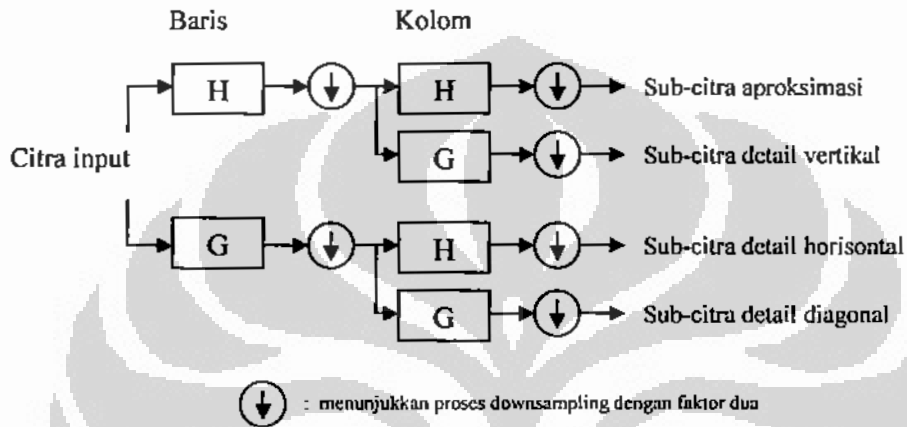 Baris Kolom
H H Sub-citra aproksimasi
G Sub-citra detail vertikal
Citra input
G H Sub-citra detail horisontal
G Sub-citra detail diagonal
: menunjukkan proses downsampling dengan faktor dua